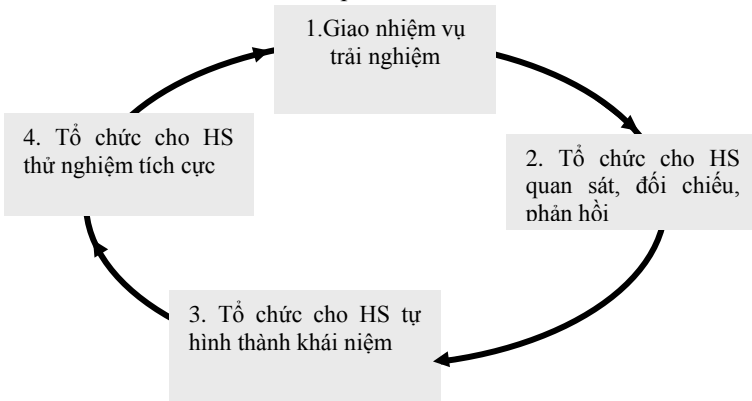 1.Giao nhiệm vụ
trải nghiệm
2. Tổ chức cho HS
quan sát, đối chiếu,
phản hồi
3. Tổ chức cho HS tự
hình thành khái niệm
4. Tổ chức cho HS
thử nghiệm tích cực